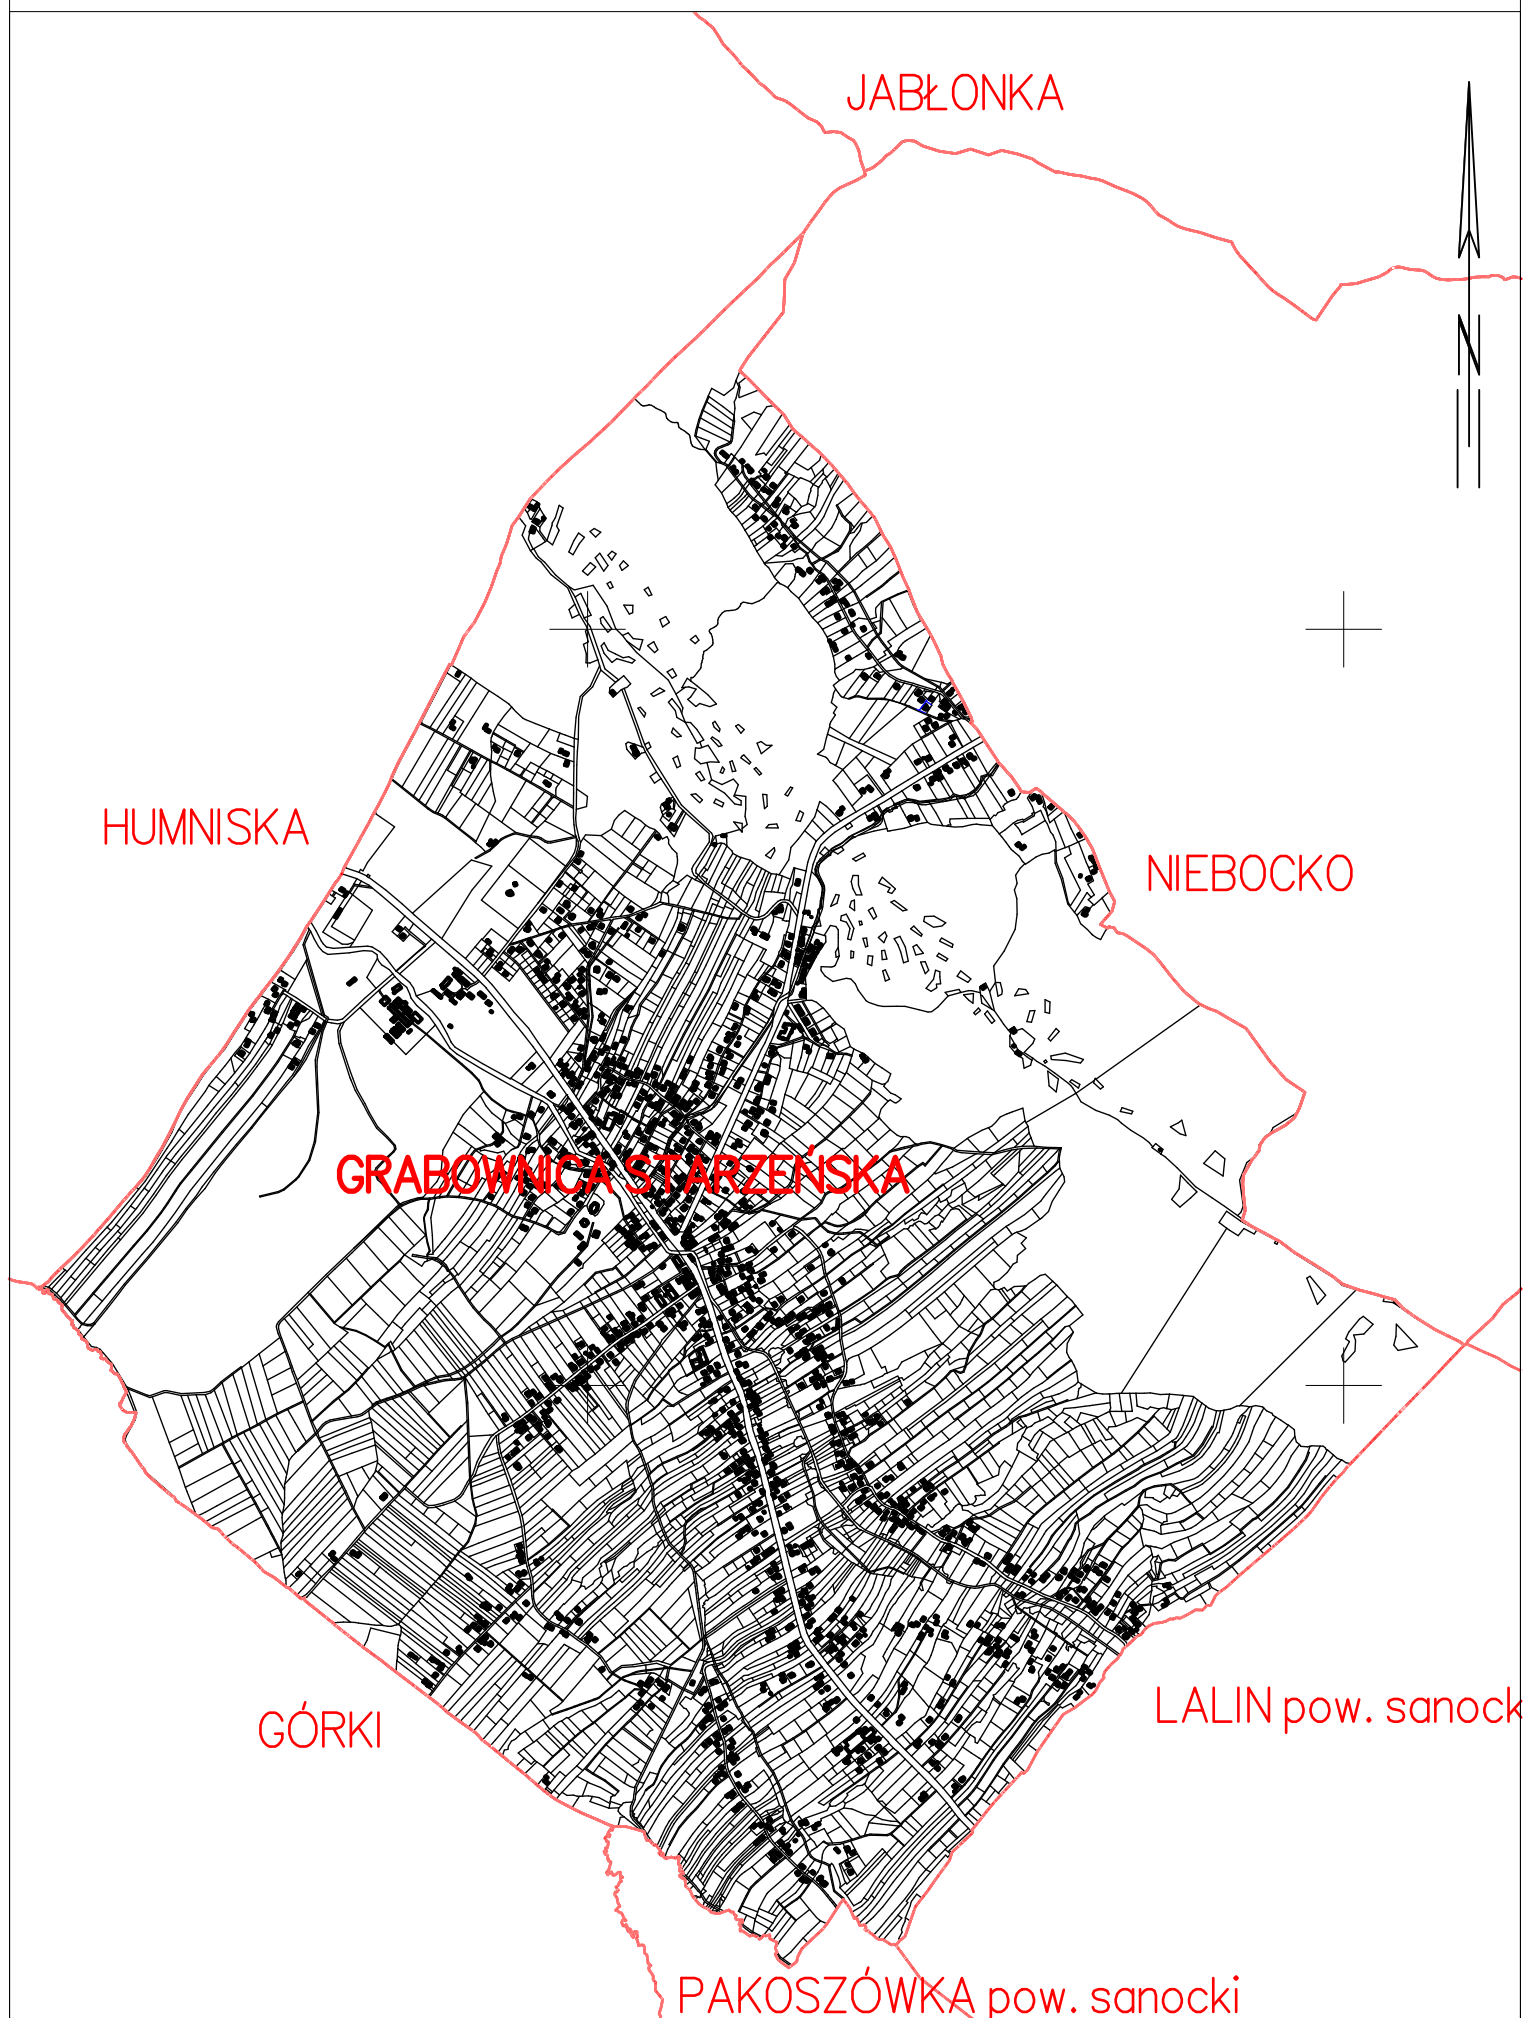 JABŁONKA
N
HUMNISKA
NIEBOCKO
GRABOWNICA STARZEŃSKA
LALIN pow. sanock
GÓRKI
PAKOSZÓWKA pow. sanocki